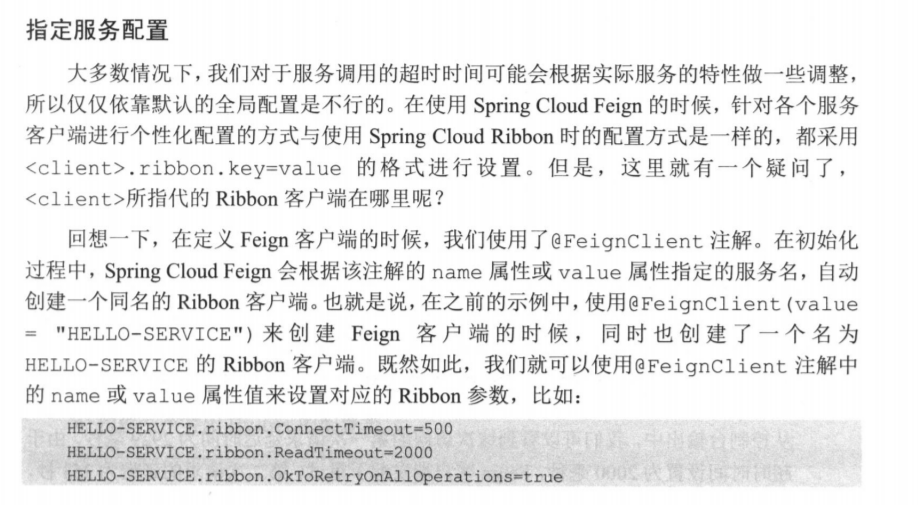 指定服务配置
大多数情况下，我们对于服务调用的超时时间可能会根据实际服务的特性做一些调整，
所以仅仅依靠默认的全局配置是不行的。在使用 Spring Cloud Feign 的时候，针对各个服务
客户端进行个性化配置的方式与使用 Spring Cloud Ribbon 时的配置方式是一样的，都采用
<client>.ribbon.key=value 的格式进行设置。但是，这里就有一个疑问了，
<client>所指代的 Ribbon 客户端在哪里呢？
回想一下，在定义 Feign 客户端的时候，我们使用了@FeignClient 注解。在初始化
过程中，Spring Cloud Feign 会根据该注解的 name 属性或 value 属性指定的服务名，自动
创建一个同名的 Ribbon 客户端。也就是说，在之前的示例中，使用@FeignClient(value
= "HELLO-SERVICE")来创建 Feign 客户端的时候，同时也创建了一个名为
HELLO-SERVICE 的 Ribbon 客户端。既然如此，我们就可以使用@FeignClient 注解中
的 name 或 value 属性值来设置对应的 Ribbon 参数，比如：
HELLO-SERVICE.ribbon.ConnectTimeout=500
HELLO-SERVICE.ribbon.ReadTimeout=2000
HELLO-SERVICE.ribbon.OkToRetryOnAllOperations=true